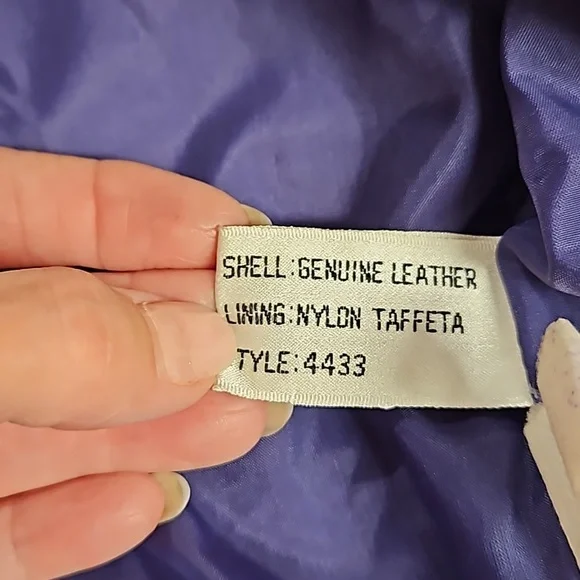 SHELL:GENUINE LEATHER
LINING:NYLON TAFFETA
TYLE:4433